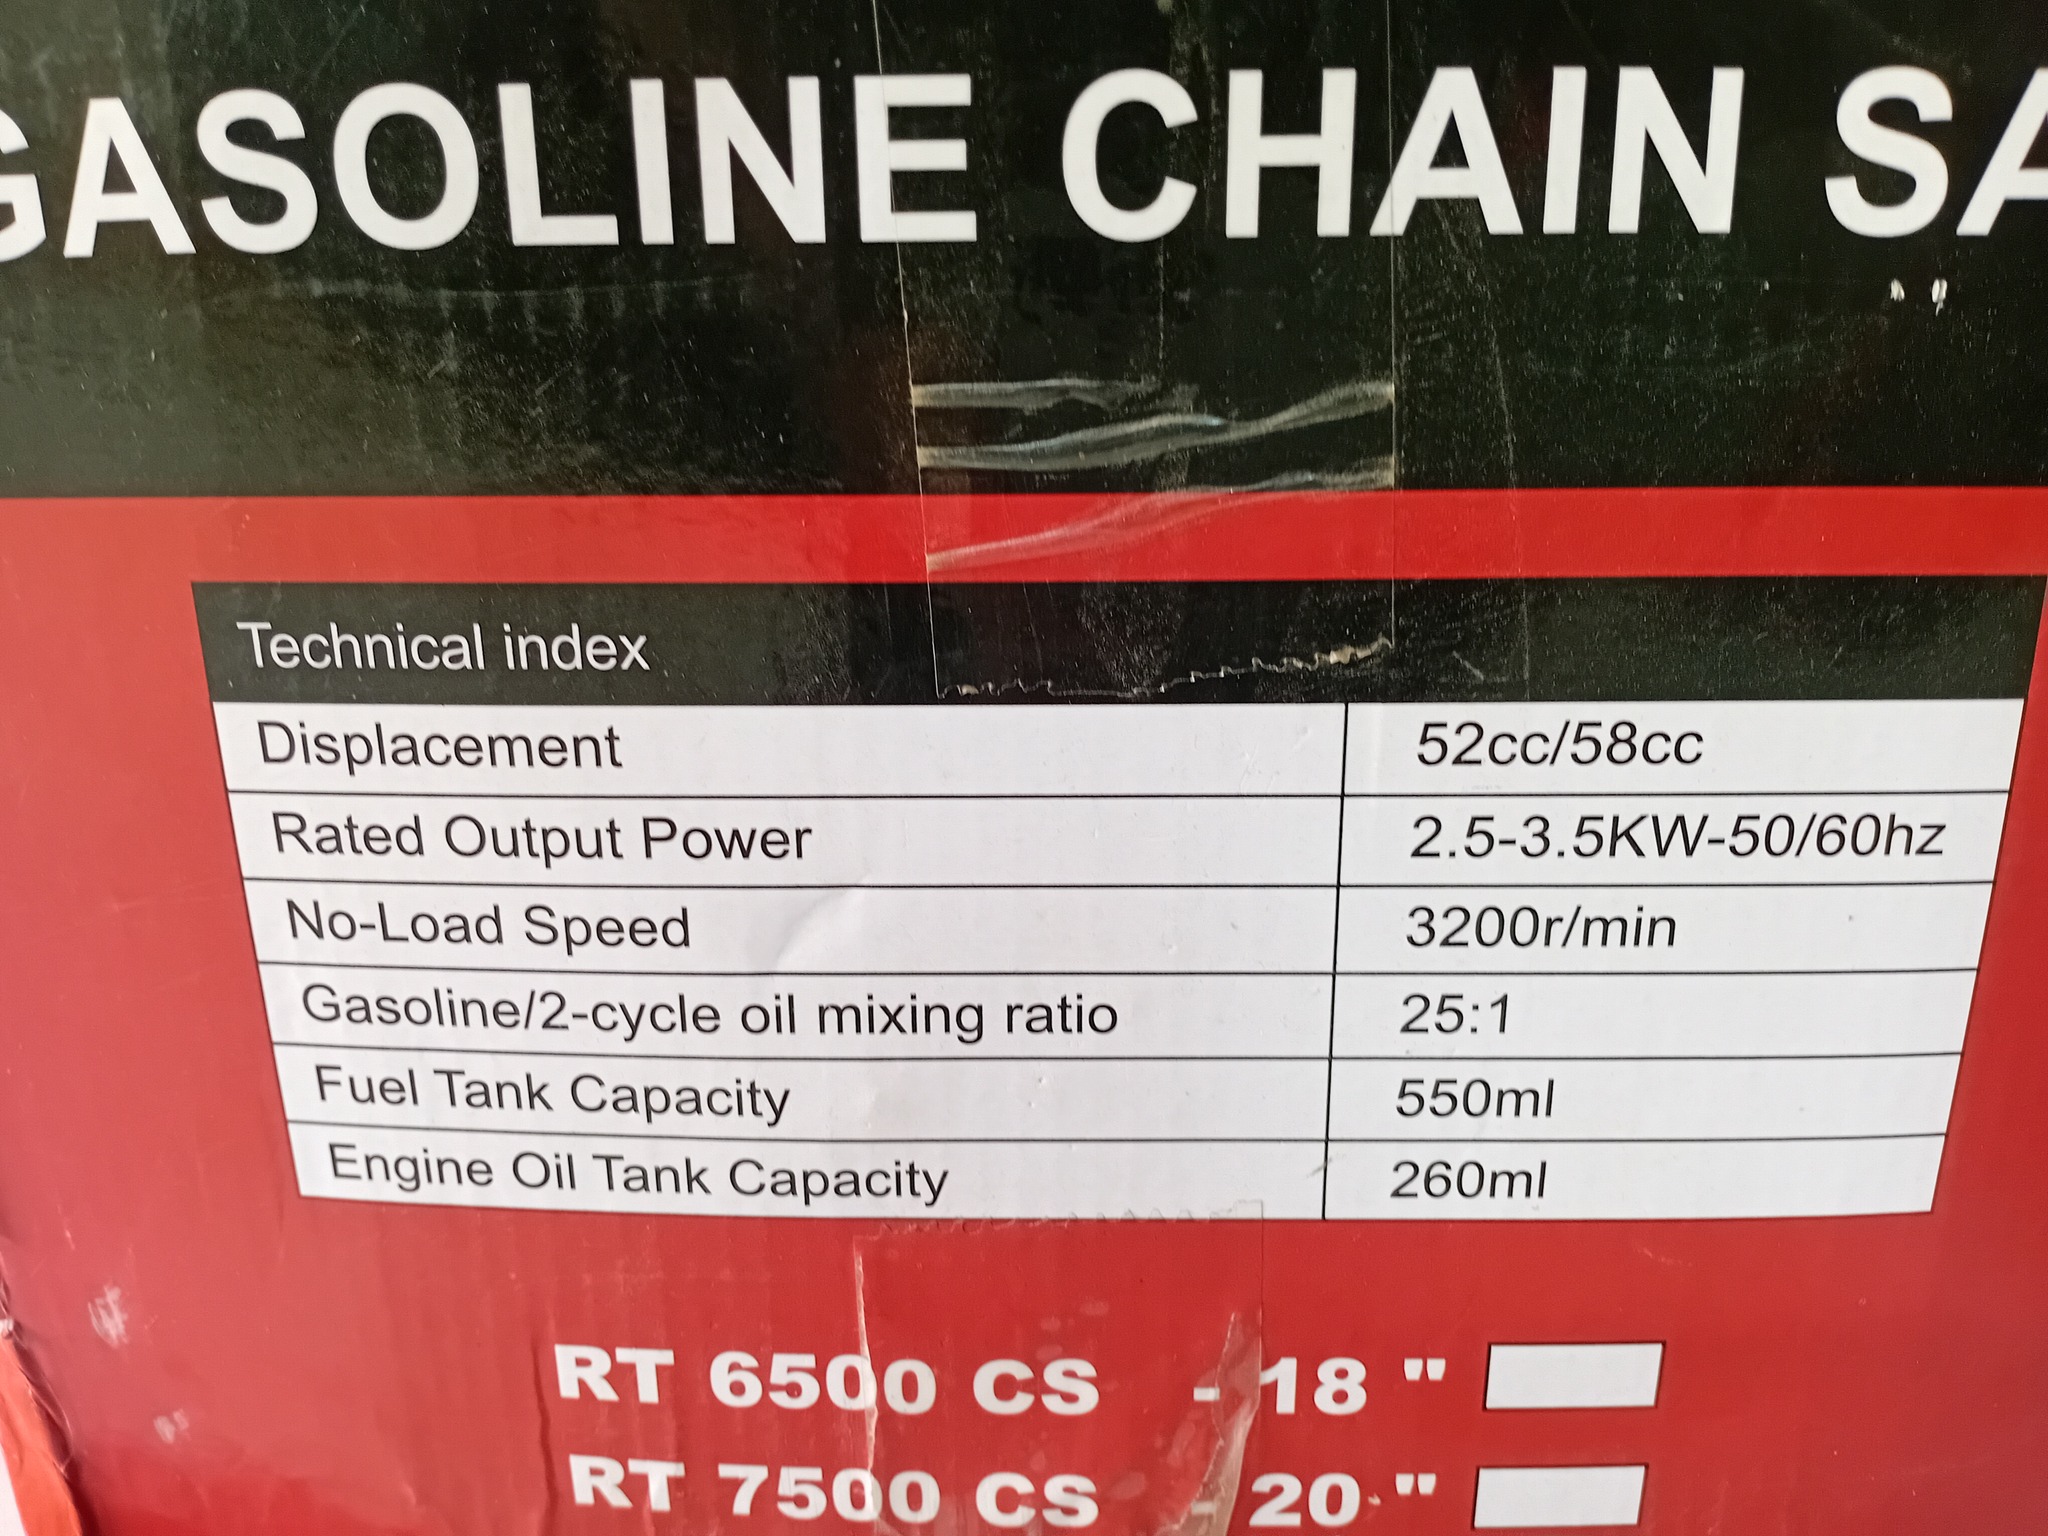 GASOLINE CHAIN SA
Technical index
Displacement 52cc/58cc
Rated Output Power 2.5-3.5KW-50/60hz
No-Load Speed 3200r/min
Gasoline/2-cycle oil mixing ratio 25:1
Fuel Tank Capacity 550ml
Engine Oil Tank Capacity 260ml
RT 6500 CS - 18 "
RT 7500 CS - 20 "